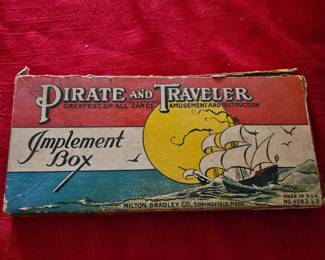 PIRATE AND TRAVELER
GREATEST OF ALL GAMES AMUSEMENT AND INSTRUCTION
Implement
Box
MILTON BRADLEY CO., SPRINGFIELD, MASS.
MADE IN U.S.A.